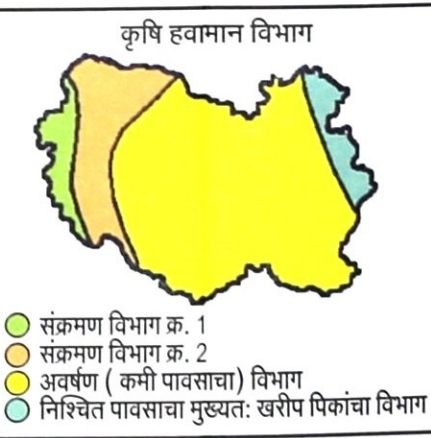 कृषि हवामान विभाग
संक्रमण विभाग क्र. 1
संक्रमण विभाग क्र. 2
अवर्षण ( कमी पावसाचा) विभाग
निश्चित पावसाचा मुख्यत: खरीप पिकांचा विभाग